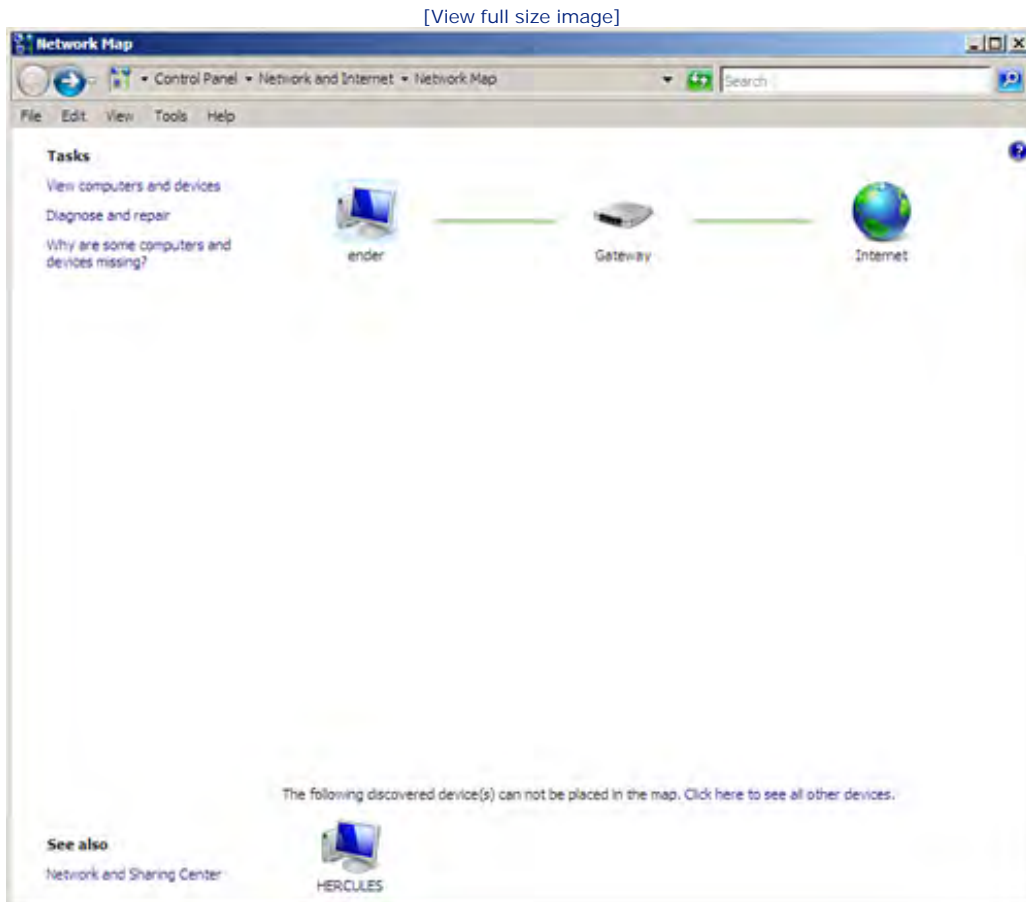 [View full size image]
Network Map
Control Panel Network and Internet Network Map
Search
File Edit View Tools Help
Tasks
View computers and devices
Diagnose and repair
Why are some computers and
devices missing?
ender
Gateway
Internet
The following discovered device(s) can not be placed in the map. Click here to see all other devices.
See also
Network and Sharing Center
HERCULES